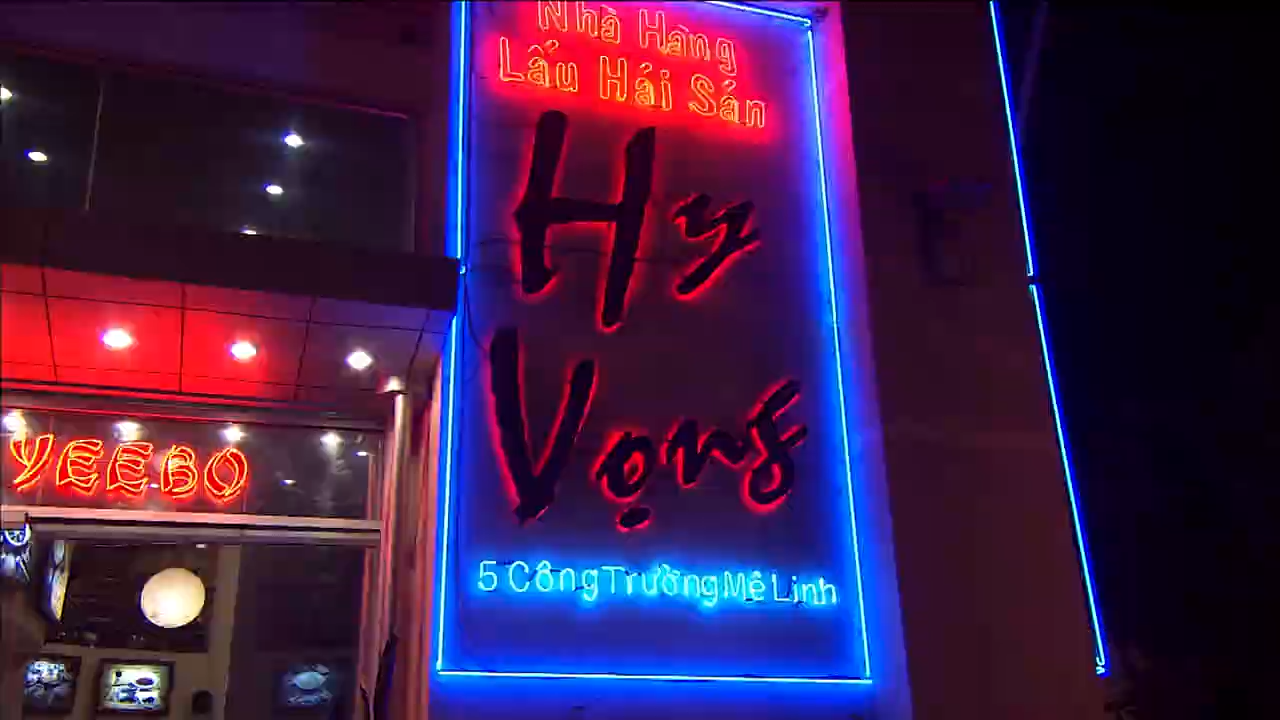 Nhà Hàng
Lẩu Hải Sản
Hy
Vọng
5 Công Trường Mê Linh
YEEBO